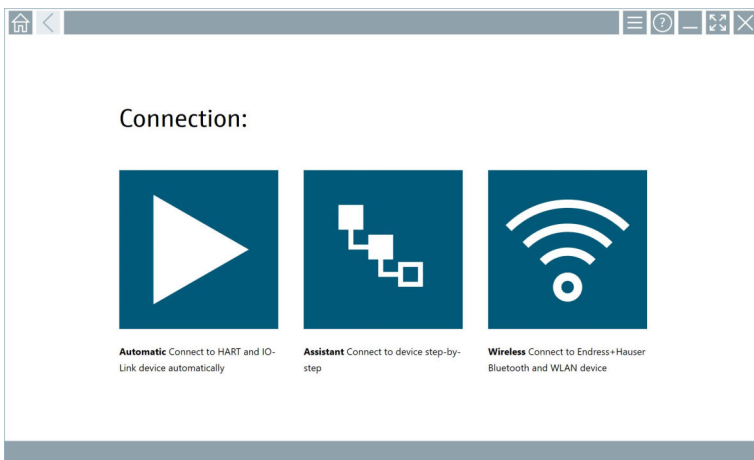 Connection:
Automatic Connect to HART and IO-
Link device automatically
Assistant Connect to device step-by-
step
Wireless Connect to Endress+Hauser
Bluetooth and WLAN device